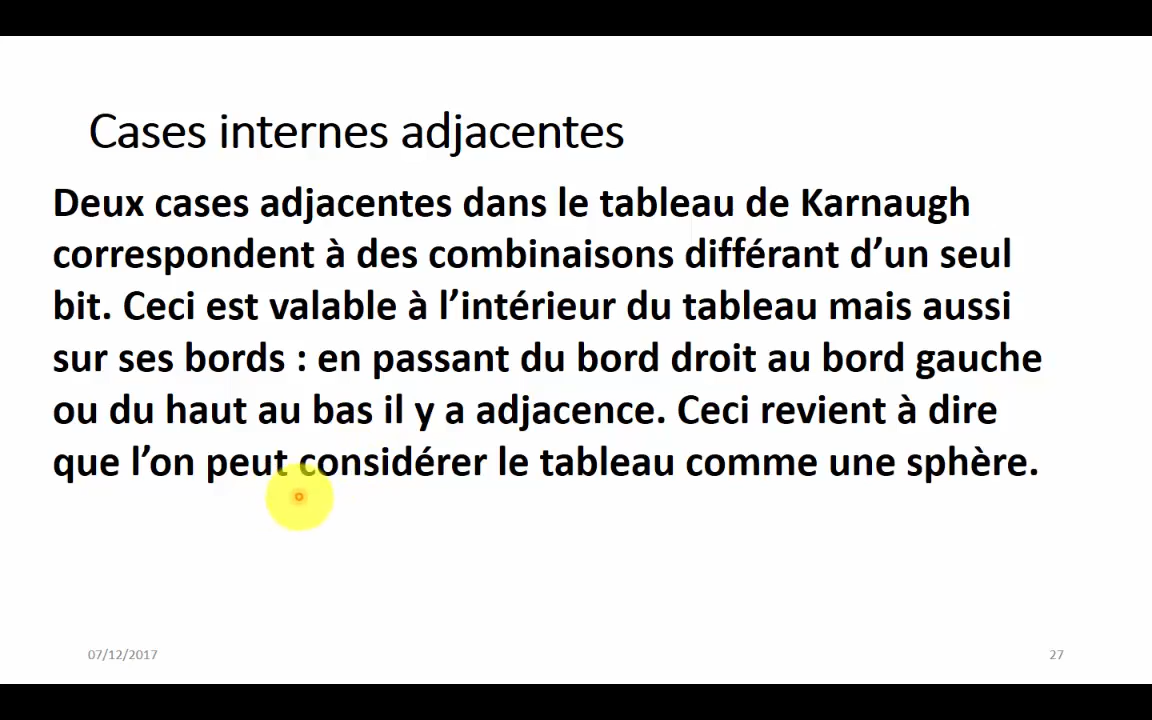 Cases internes adjacentes
Deux cases adjacentes dans le tableau de Karnaugh
correspondent à des combinaisons différant d’un seul
bit. Ceci est valable à l’intérieur du tableau mais aussi
sur ses bords : en passant du bord droit au bord gauche
ou du haut au bas il y a adjacence. Ceci revient à dire
que l’on peut considérer le tableau comme une sphère.
07/12/2017
27